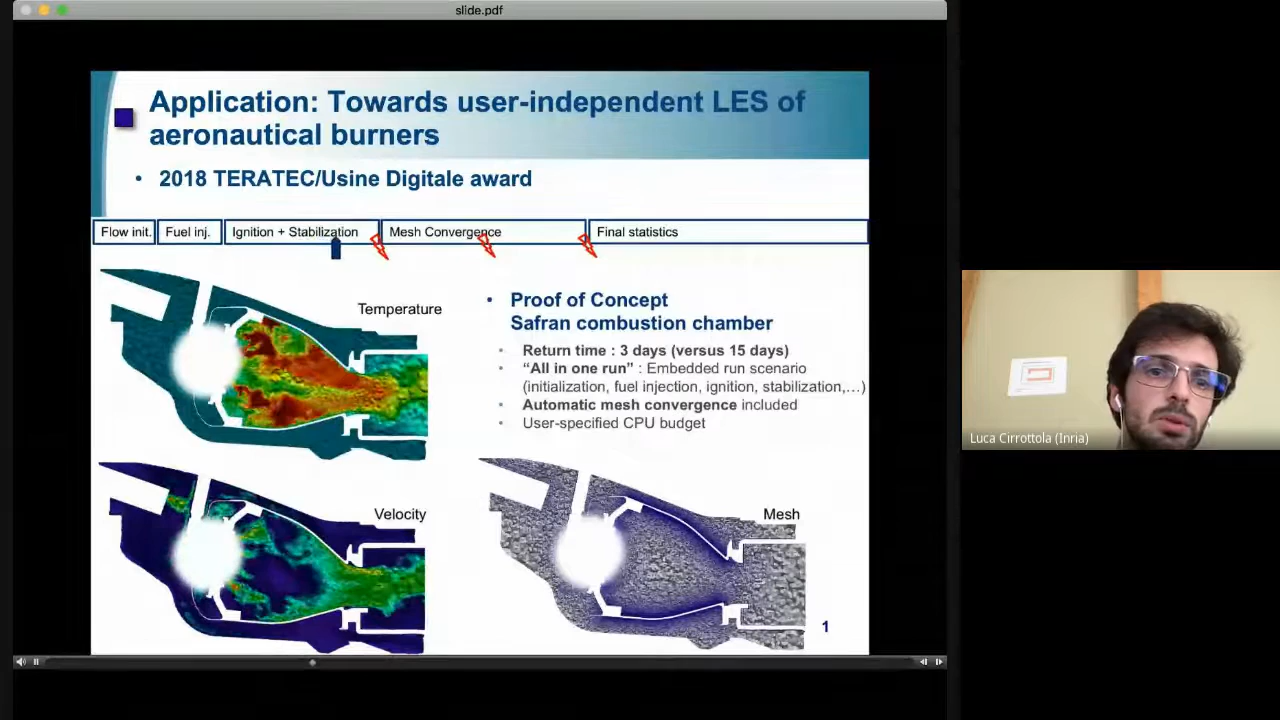 slide.pdf
Application: Towards user-independent LES of
aeronautical burners
• 2018 TERATEC/Usine Digitale award
Flow init. Fuel inj. Ignition + Stabilization Mesh Convergence Final statistics
Temperature
• Proof of Concept
Safran combustion chamber
• Return time : 3 days (versus 15 days)
• “All in one run” : Embedded run scenario
(initialization, fuel injection, ignition, stabilization,...)
• Automatic mesh convergence included
• User-specified CPU budget
Velocity
Mesh
1
Luca Cirrottola (Inria)